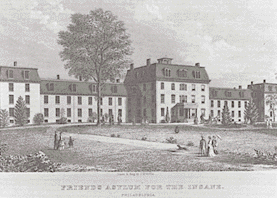 FRIENDS ASYLUM FOR THE INSANE.
PHILADELPHIA.